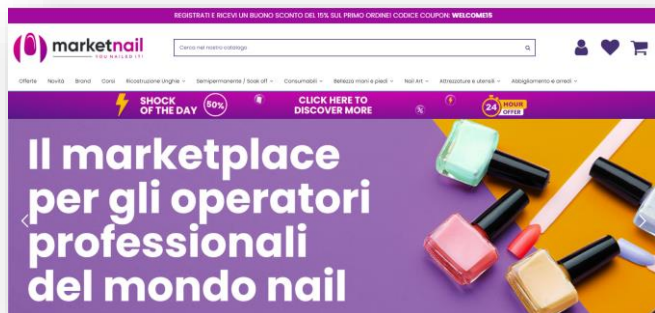 REGISTRATI E RICEVI UN BUONO SCONTO DEL 15% SUL PRIMO ORDINE! CODICE COUPON: WELCOME15
marketnail
YOU NAILED IT!
Cerca nel nostro catalogo
Offerte Novità Brand Corsi Ricostruzione Unghie Semipermanente / Soak off Consumabili Bellezza mani e piedi Nail Art Attrezzature e utensili Abbigliamento e arredi
SHOCK OF THE DAY 50% CLICK HERE TO DISCOVER MORE 24 HOUR OFFER
Il marketplace
per gli operatori
professionali
del mondo nail